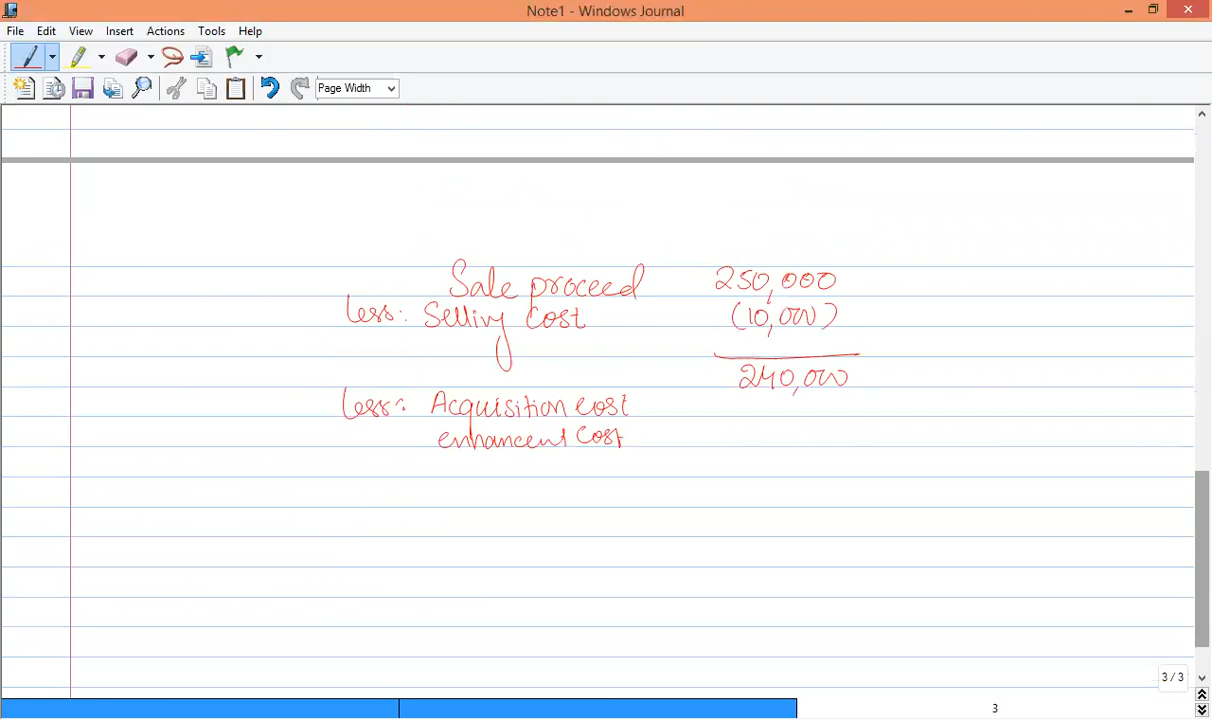 Note1 - Windows Journal
File Edit View Insert Actions Tools Help
Page Width
Sale proceed 250,000
less: Selling cost (10,000)
240,000
less: Acquisition cost
enhancent cost
3 / 3
3